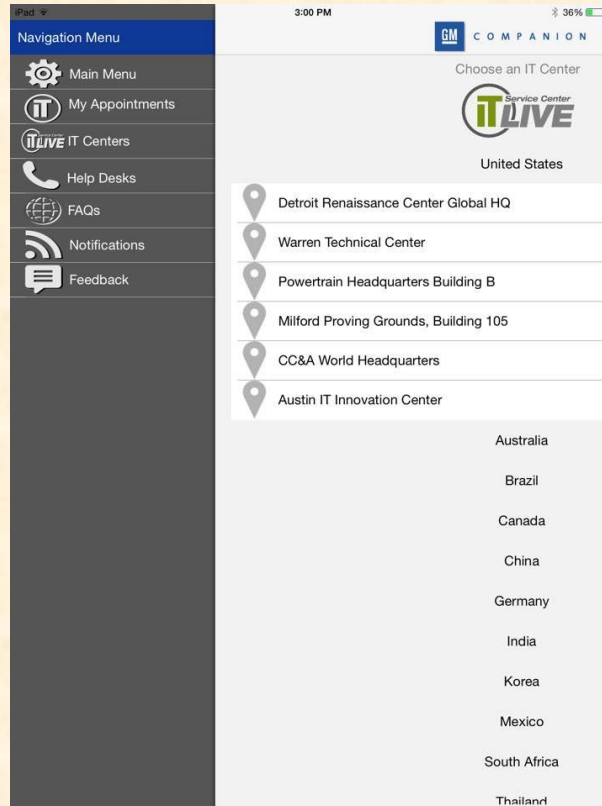 iPad
3:00 PM
36%
Navigation Menu
Main Menu
My Appointments
iT
IT Centers
iT LIVE
Help Desks
FAQs
Notifications
Feedback
GM COMPANION
Choose an IT Center
Service Center
iT LIVE
United States
Detroit Renaissance Center Global HQ
Warren Technical Center
Powertrain Headquarters Building B
Milford Proving Grounds, Building 105
CC&A World Headquarters
Austin IT Innovation Center
Australia
Brazil
Canada
China
Germany
India
Korea
Mexico
South Africa
Thailand